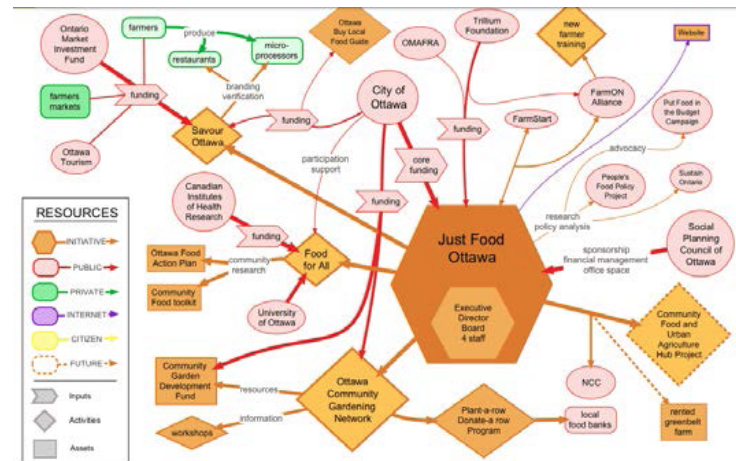 Ontario
Market
Investment
Fund
farmers
produce
restaurants
micro-
processors
branding
verification
farmers
markets
funding
Ottawa
Tourism
Savour
Ottawa
funding
Ottawa
Buy Local
Food Guide
City of
Ottawa
OMAFRA
Trillium
Foundation
new
farmer
training
Website
FarmON
Alliance
FarmStart
funding
core
funding
participation
support
funding
Put Food in
the Budget
Campaign
advocacy
People's
Food Policy
Project
Sustain
Ontario
research
policy analysis
Social
Planning
Council of
Ottawa
sponsorship
financial management
office space
Canadian
Institutes
of Health
Research
funding
Food
for All
Ottawa Food
Action Plan
community
research
Community
Food toolkit
University
of Ottawa
Just Food
Ottawa
Executive
Director
Board
4 staff
Community
Food and
Urban
Agriculture
Hub Project
Community
Garden
Development
Fund
resources
Ottawa
Community
Gardening
Network
information
workshops
Plant-a-row
Donate-a row
Program
local
food banks
NCC
rented
greenbelt
farm
RESOURCES
INITIATIVE
PUBLIC
PRIVATE
INTERNET
CITIZEN
FUTURE
Inputs
Activities
Assets